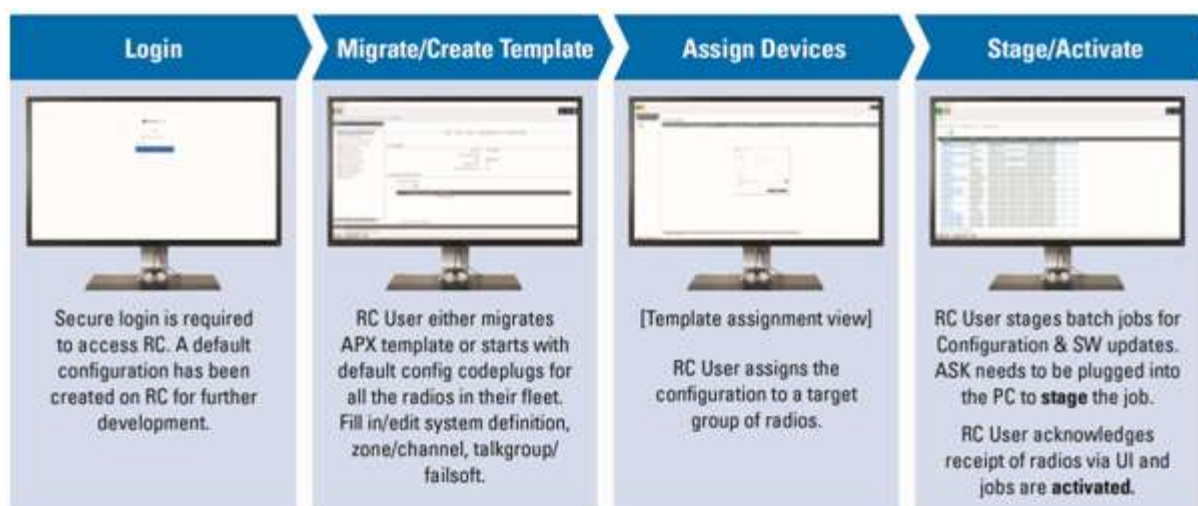 Login
Migrate/Create Template
Assign Devices
Stage/Activate
Secure login is required
to access RC. A default
configuration has been
created on RC for further
development.
RC User either migrates
APX template or starts with
default config codeplugs for
all the radios in their fleet.
Fill in/edit system definition,
zone/channel, talkgroup/
failsoft.
[Template assignment view]
RC User assigns the
configuration to a target
group of radios.
RC User stages batch jobs for
Configuration & SW updates.
ASK needs to be plugged into
the PC to stage the job.
RC User acknowledges
receipt of radios via UI and
jobs are activated.